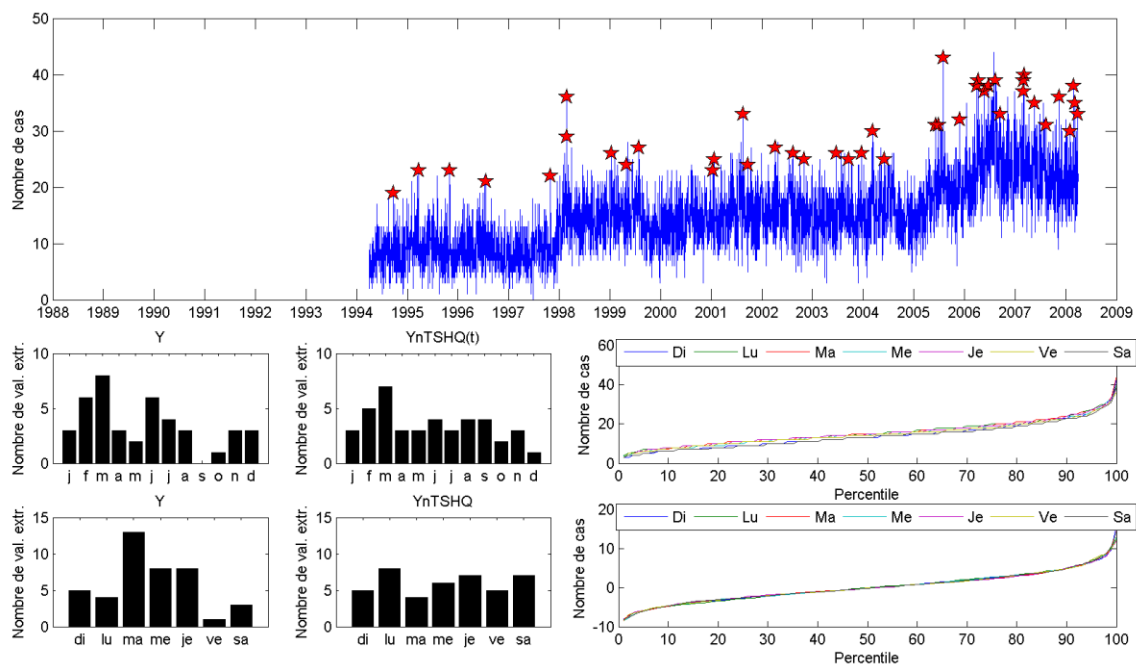 50
40
30
20
10
0
Nombre de cas
1988 1989 1990 1991 1992 1993 1994 1995 1996 1997 1998 1999 2000 2001 2002 2003 2004 2005 2006 2007 2008 2009
Y
10
5
0
Nombre de val. extr.
j f m a m j j a s o n d
YnTSHQ(t)
10
5
0
Nombre de val. extr.
j f m a m j j a s o n d
60
40
20
0
Nombre de cas
Di Lu Ma Me Je Ve Sa
0 10 20 30 40 50 60 70 80 90 100
Percentile
Y
15
10
5
0
Nombre de val. extr.
di lu ma me je ve sa
YnTSHQ
15
10
5
0
Nombre de val. extr.
di lu ma me je ve sa
20
10
0
-10
Nombre de cas
Di Lu Ma Me Je Ve Sa
0 10 20 30 40 50 60 70 80 90 100
Percentile